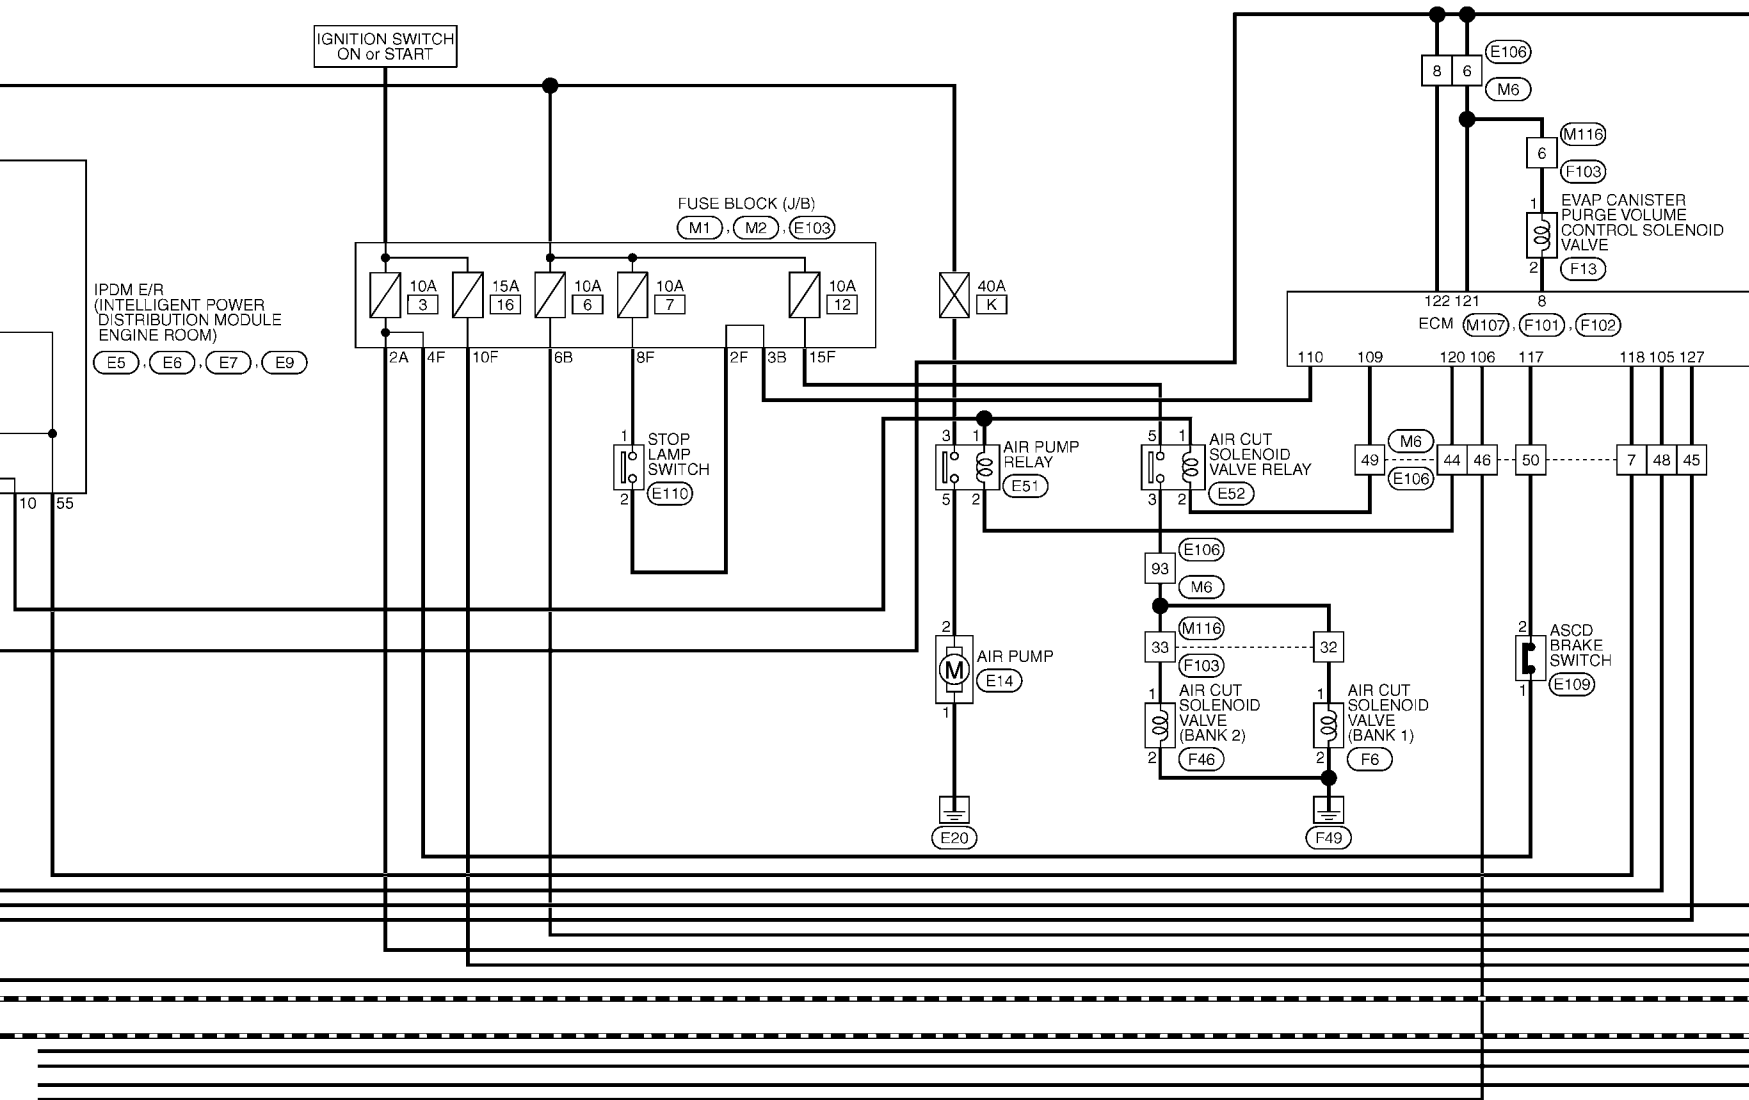 IGNITION SWITCH
ON or START
E106
8 6
M6
M116
6
F103
1
EVAP CANISTER
PURGE VOLUME
CONTROL SOLENOID
VALVE
2
F13
FUSE BLOCK (J/B)
M1 , M2 , E103
10A
3
15A
16
10A
6
10A
7
10A
12
40A
K
IPDM E/R
(INTELLIGENT POWER
DISTRIBUTION MODULE
ENGINE ROOM)
E5 , E6 , E7 , E9
122 121 8
ECM M107 , F101 , F102
110 109 120 106 117 118 105 127
2A 4F 10F 6B 8F 2F 3B 15F
1
STOP
LAMP
SWITCH
2
E110
3 1
AIR PUMP
RELAY
E51
5 2
5 1
AIR CUT
SOLENOID
VALVE RELAY
E52
3 2
M6
49 44 46 50 7 48 45
E106
10 55
E106
93
M6
M116
33 32
F103
2
AIR PUMP
M
E14
1
1
AIR CUT
SOLENOID
VALVE
(BANK 2)
2
F46
1
AIR CUT
SOLENOID
VALVE
(BANK 1)
2
F6
2
ASCD
BRAKE
SWITCH
1
E109
E20
F49